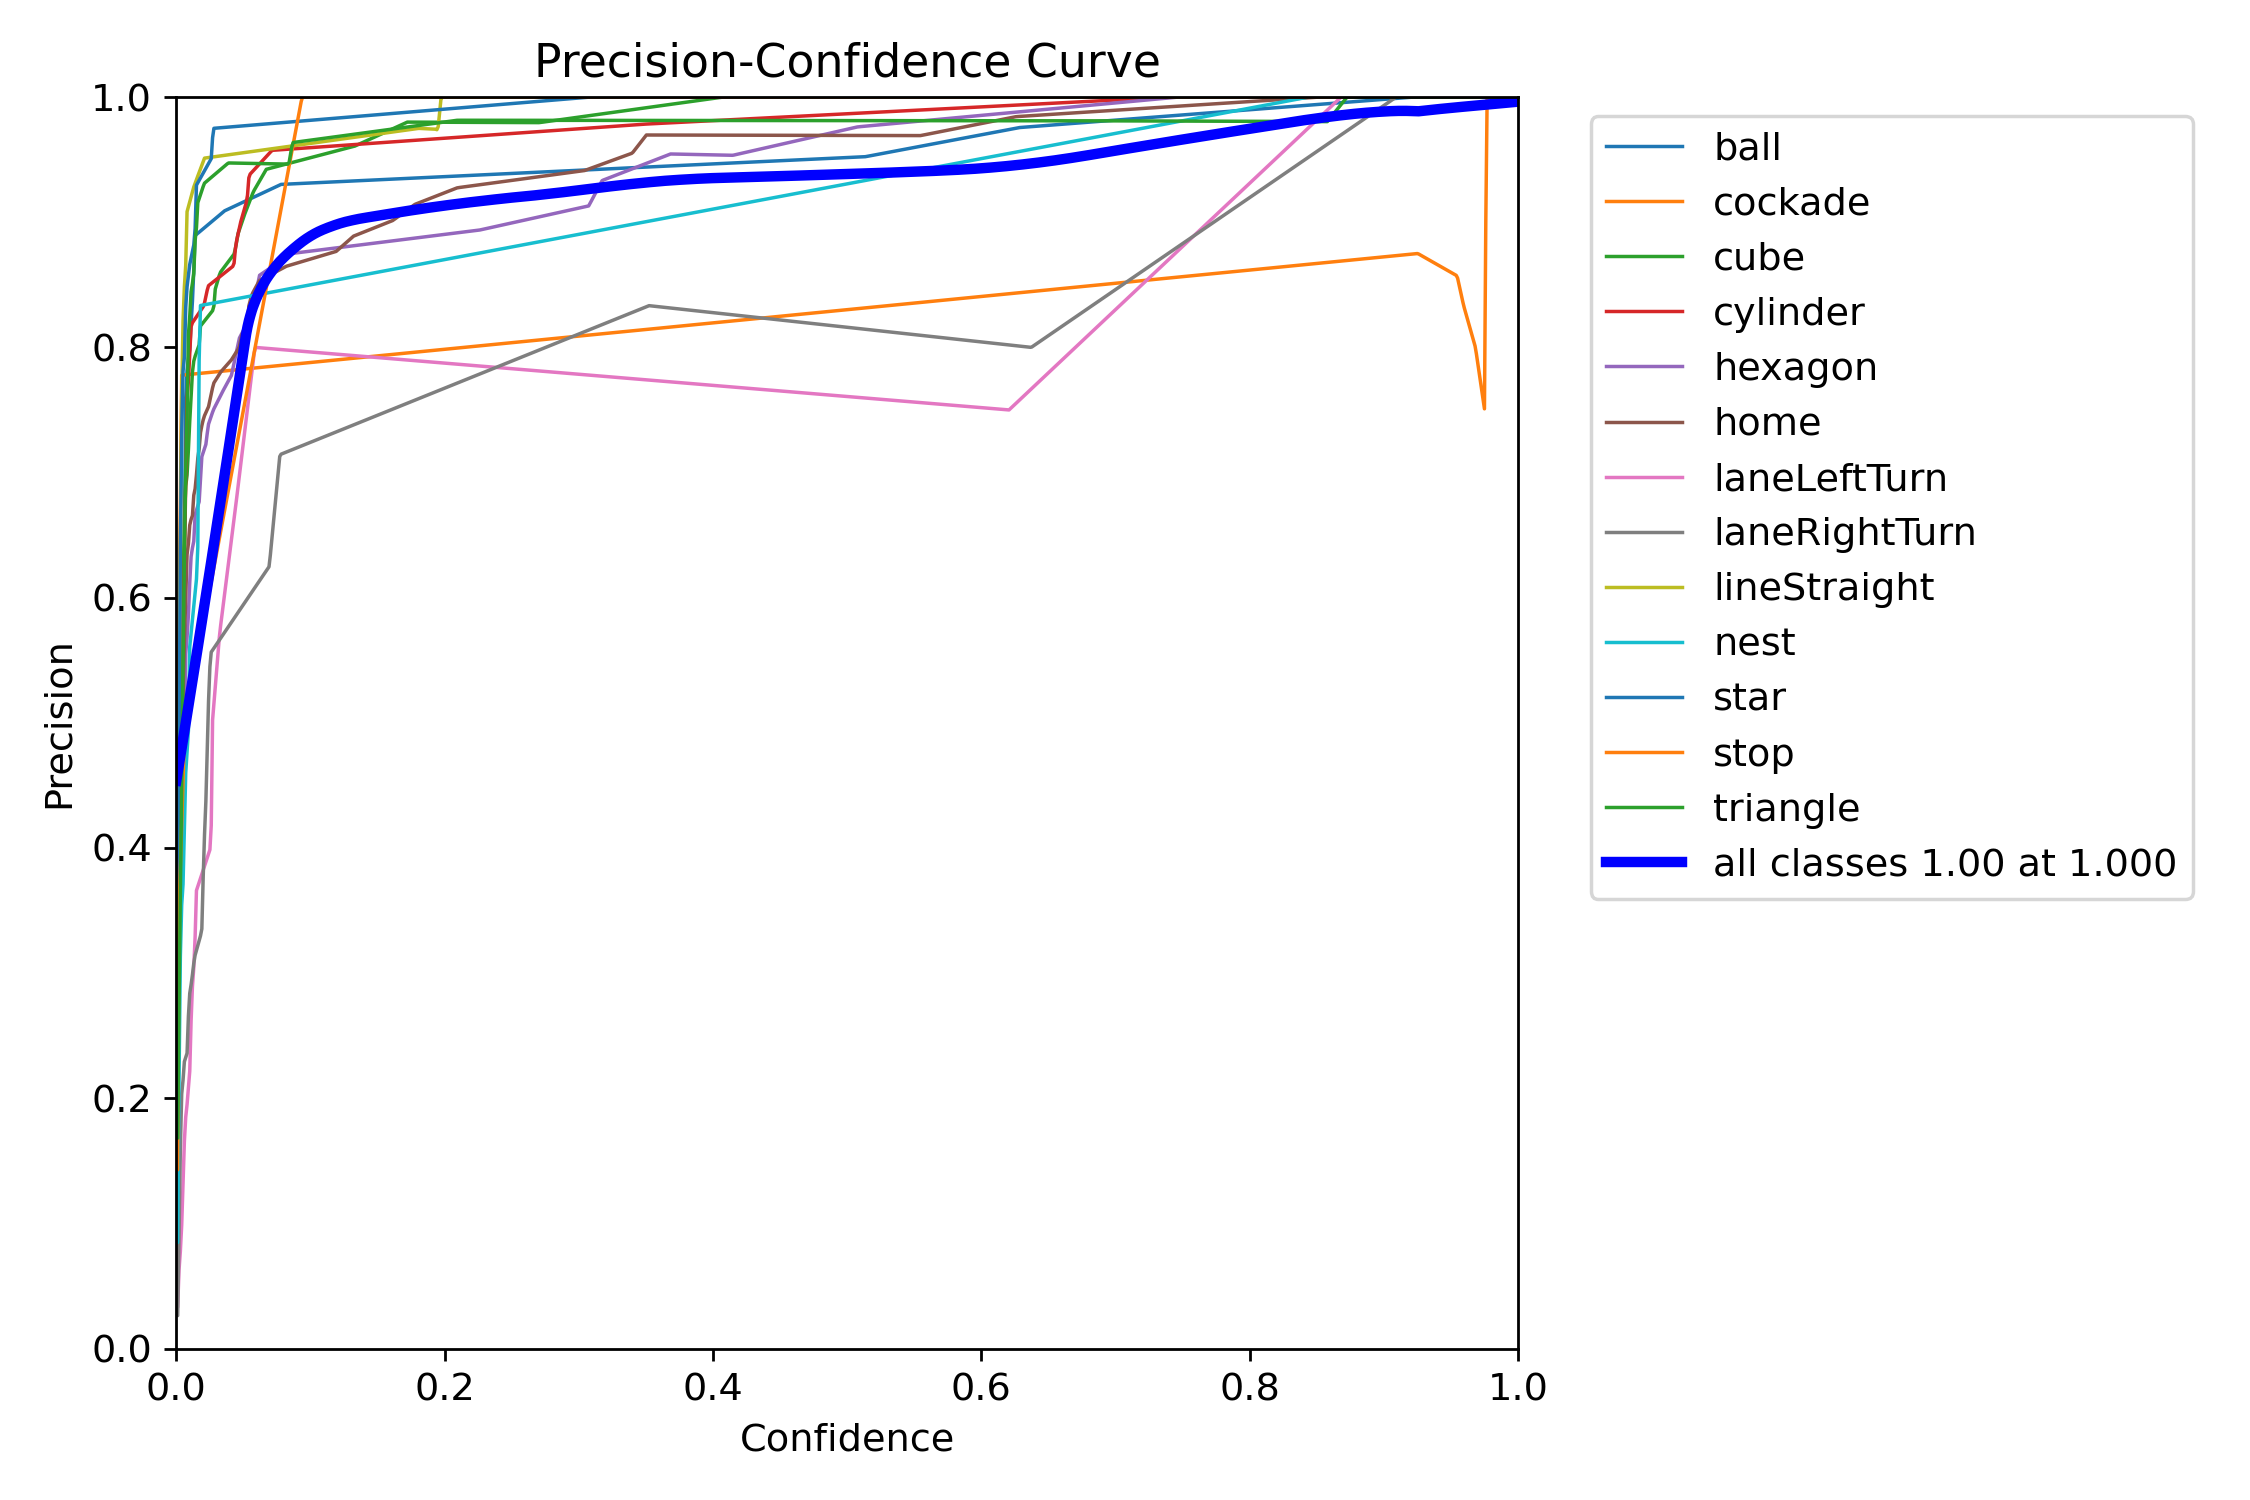 Precision-Confidence Curve
1.0
0.8
0.6
0.4
0.2
0.0
Precision
0.0 0.2 0.4 0.6 0.8 1.0
Confidence
ball
cockade
cube
cylinder
hexagon
home
laneLeftTurn
laneRightTurn
lineStraight
nest
star
stop
triangle
all classes 1.00 at 1.000